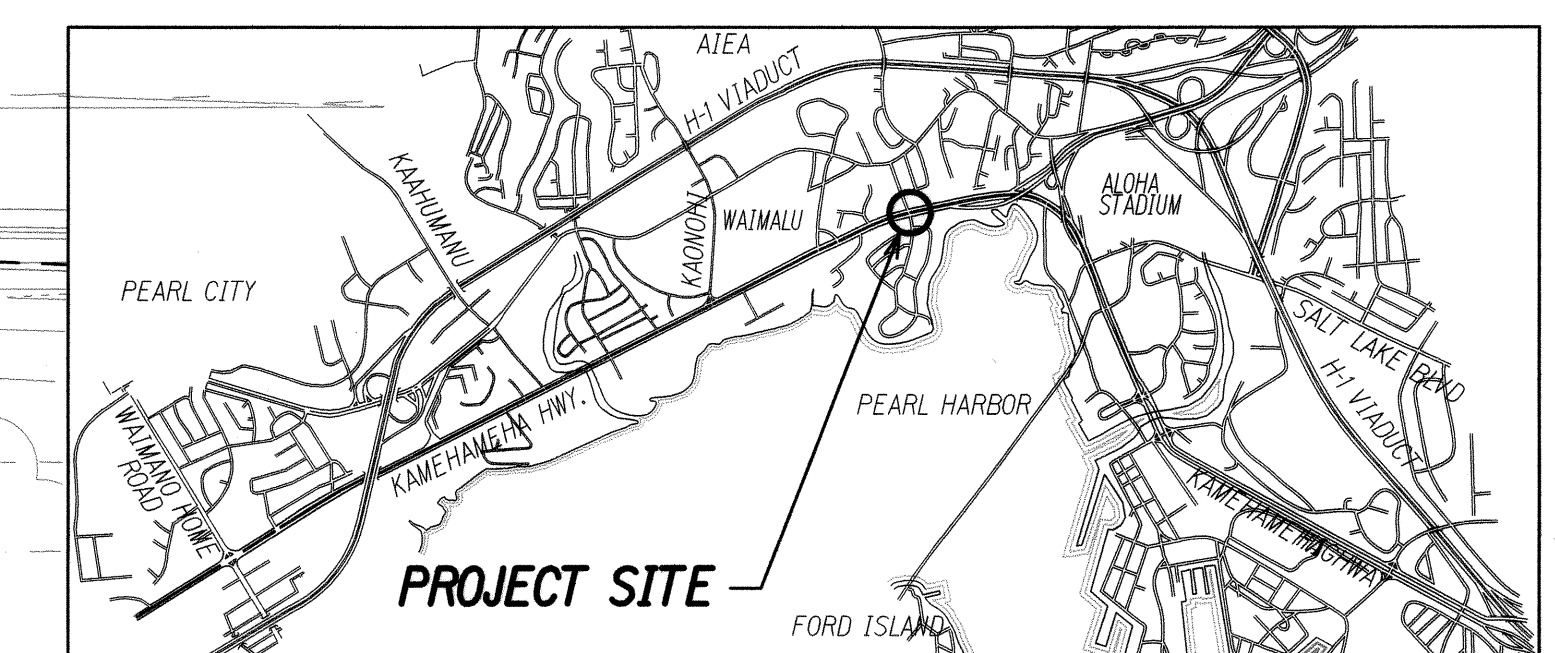 AIEA
H-1 VIADUCT
KAAHUMANU
KAONOHI
WAIMALU
ALOHA
STADIUM
PEARL CITY
SALT LAKE BLVD
H-1 VIADUCT
PEARL HARBOR
KAMEHAMEHA HWY.
WAIMANO HOME
ROAD
KAMEHAMEHA HIGHWAY
PROJECT SITE
FORD ISLAND